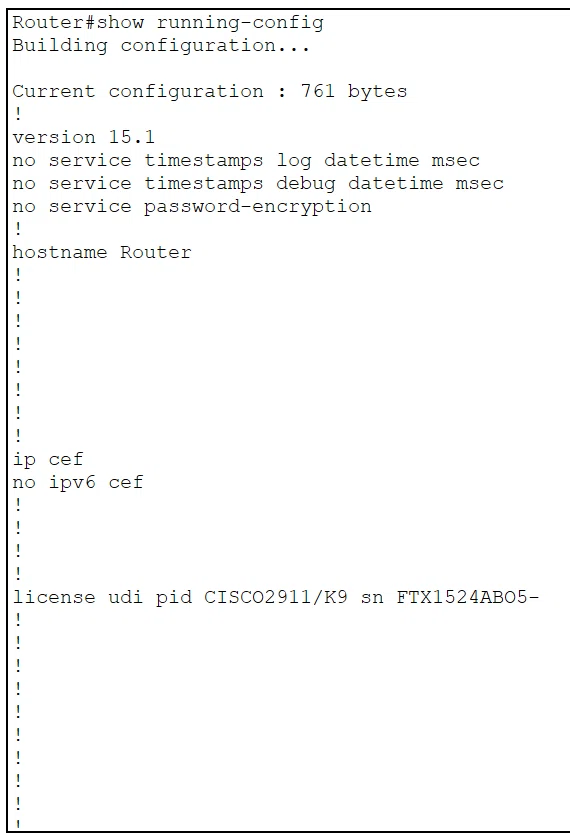 Router#show running-config
Building configuration...
Current configuration : 761 bytes
!
version 15.1
no service timestamps log datetime msec
no service timestamps debug datetime msec
no service password-encryption
!
hostname Router
!
!
!
!
!
!
!
!
ip cef
no ipv6 cef
!
!
!
!
license udi pid CISCO2911/K9 sn FTX1524ABO5-
!
!
!
!
!
!
!
!
!
!